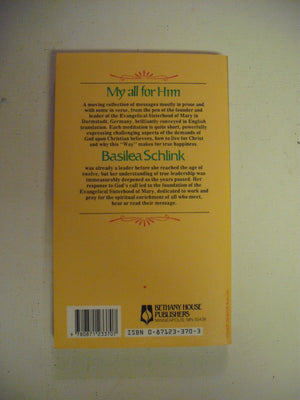 My all for Him
A moving collection of messages mostly in prose and
with some in verse, from the pen of the founder and
leader of the Evangelical Sisterhood of Mary in
Darmstadt, Germany, brilliantly conveyed in English
translation. Each meditation is quite short, powerfully
expressing challenging aspects of the demands of
God upon Christian believers, how to live for Christ
and why this "Way" makes for true happiness.
Basilea Schlink
was already a leader before she reached the age of
twelve, but her understanding of true leadership was
immeasurably deepened as the years passed. Her
response to God's call led to the foundation of the
Evangelical Sisterhood of Mary, dedicated to work and
pray for the spiritual enrichment of all who meet,
hear or read their message.
BETHANY HOUSE
PUBLISHERS
MINNEAPOLIS, MN 55438
9 780871 233707
ISBN 0-87123-370-3